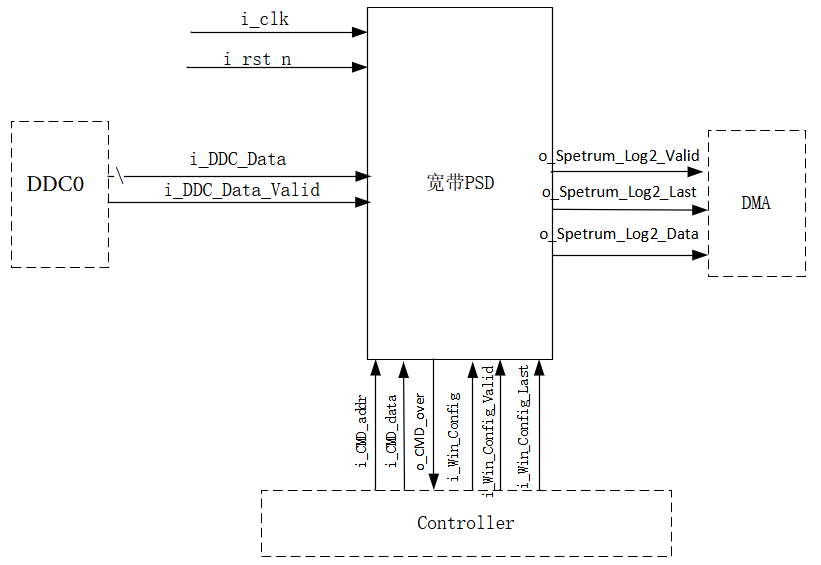 i_clk
i_rst_n
DDC0
i_DDC_Data
i_DDC_Data_Valid
宽带PSD
o_Spetrum_Log2_Valid
o_Spetrum_Log2_Last
o_Spetrum_Log2_Data
DMA
i_CMD_addr
i_CMD_data
o_CMD_over
i_Win_Config
i_Win_Config_Valid
i_Win_Config_Last
Controller